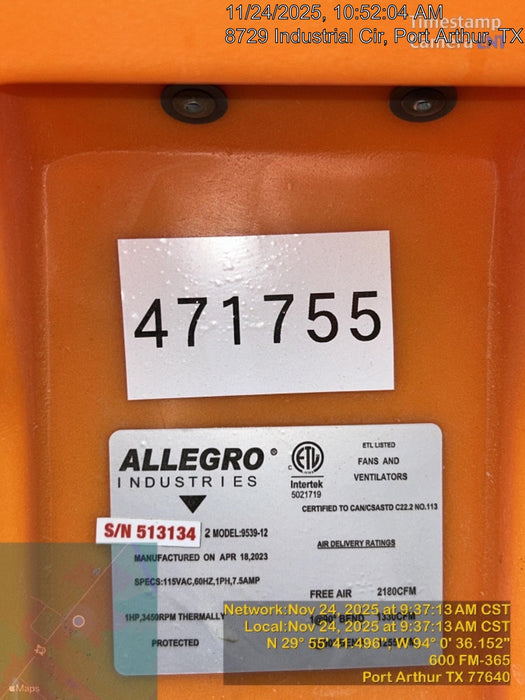 11/24/2025, 10:52:04 AM
8729 Industrial Cir, Port Arthur, TX
Timestamp
Camera ENT
471755
ALLEGRO®
INDUSTRIES
C ETL
Intertek
5021719
ETL LISTED
FANS AND
VENTILATORS
CERTIFIED TO CAN/CSASTD C22.2 NO.113
S/N 513134
2 MODEL:9539-12
AIR DELIVERY RATINGS
MANUFACTURED ON APR 18,2023
SPECS:115VAC,60HZ,1PH,7.5AMP
FREE AIR 2180CFM
1HP,3450RPM THERMALLY
PROTECTED
1330CFM
Network:Nov 24, 2025 at 9:37:13 AM CST
Local:Nov 24, 2025 at 9:37:13 AM CST
N 29° 55' 41.496", W 94° 0' 36.152"
600 FM-365
Port Arthur TX 77640
Maps